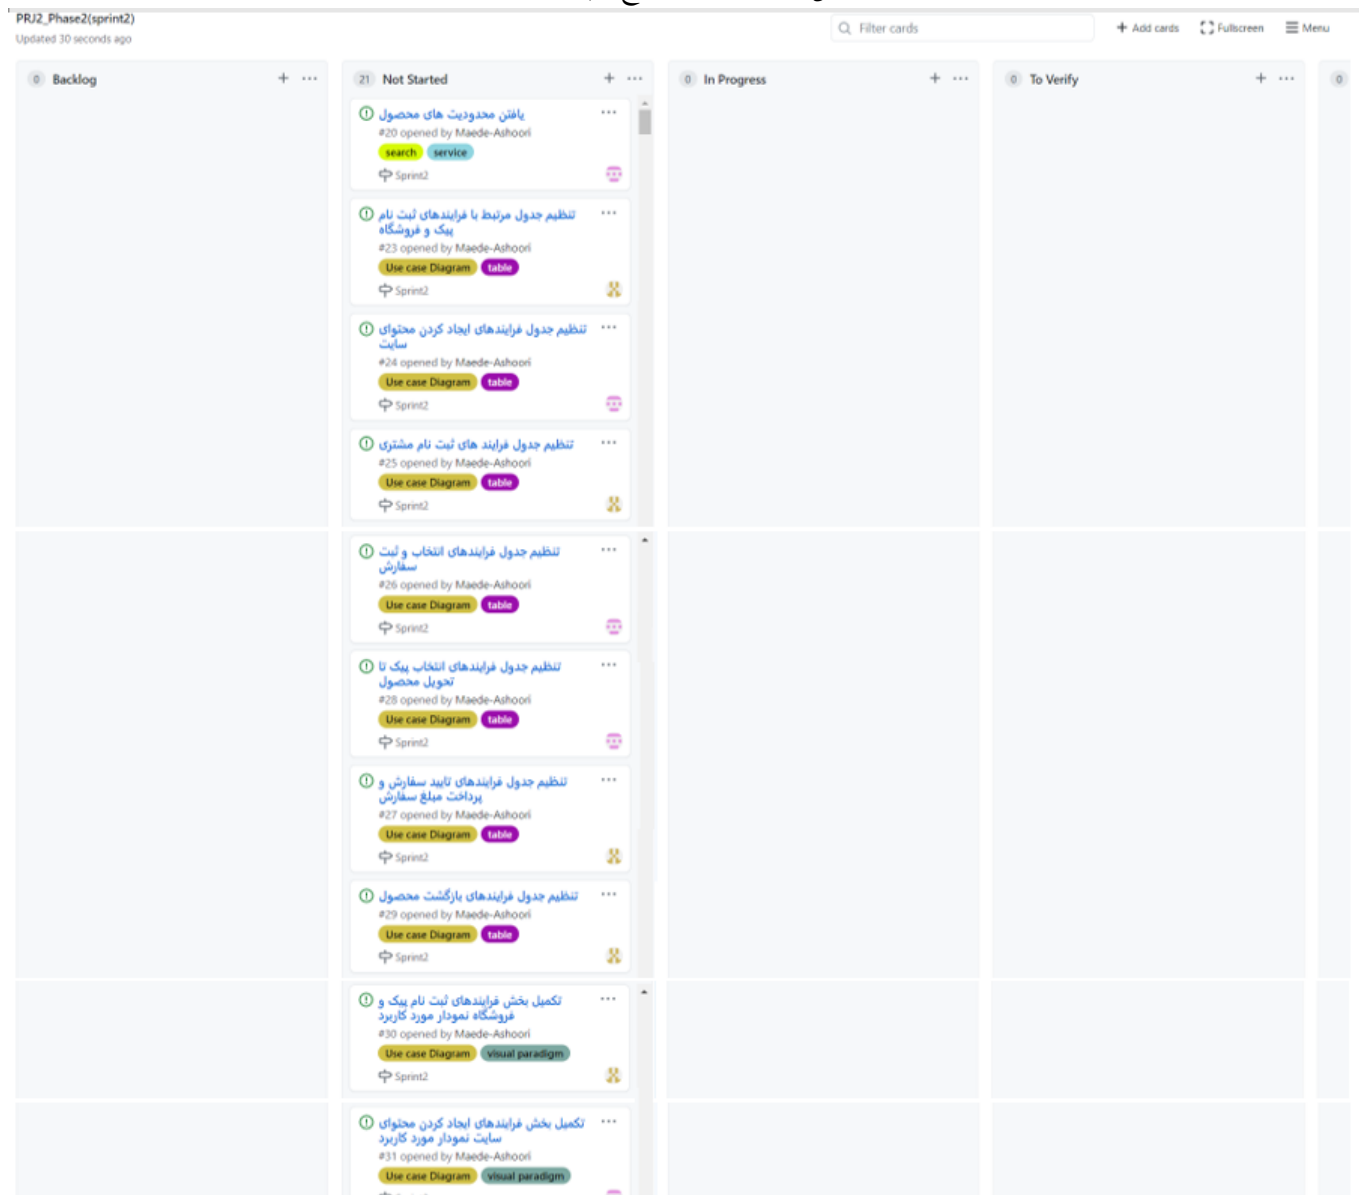 PRJ2_Phase2(sprint2)
Updated 30 seconds ago
Filter cards
Add cards
Fullscreen
Menu
0 Backlog
21 Not Started
0 In Progress
0 To Verify
0
یافتن محدودیت های محصول
#20 opened by Maede-Ashoori
search service
Sprint2
تنظیم جدول مرتبط با فرایندهای ثبت نام
پیک و فروشگاه
#23 opened by Maede-Ashoori
Use case Diagram table
Sprint2
تنظیم جدول فرایندهای ایجاد کردن محتوای
سایت
#24 opened by Maede-Ashoori
Use case Diagram table
Sprint2
تنظیم جدول فرایند های ثبت نام مشتری
#25 opened by Maede-Ashoori
Use case Diagram table
Sprint2
تنظیم جدول فرایندهای انتخاب و ثبت
سفارش
#26 opened by Maede-Ashoori
Use case Diagram table
Sprint2
تنظیم جدول فرایندهای انتخاب پیک تا
تحویل محصول
#28 opened by Maede-Ashoori
Use case Diagram table
Sprint2
تنظیم جدول فرایندهای تایید سفارش و
پرداخت مبلغ سفارش
#27 opened by Maede-Ashoori
Use case Diagram table
Sprint2
تنظیم جدول فرایندهای بازگشت محصول
#29 opened by Maede-Ashoori
Use case Diagram table
Sprint2
تکمیل بخش فرایندهای ثبت نام پیک و
فروشگاه نمودار مورد کاربرد
#30 opened by Maede-Ashoori
Use case Diagram visual paradigm
Sprint2
تکمیل بخش فرایندهای ایجاد کردن محتوای
سایت نمودار مورد کاربرد
#31 opened by Maede-Ashoori
Use case Diagram visual paradigm